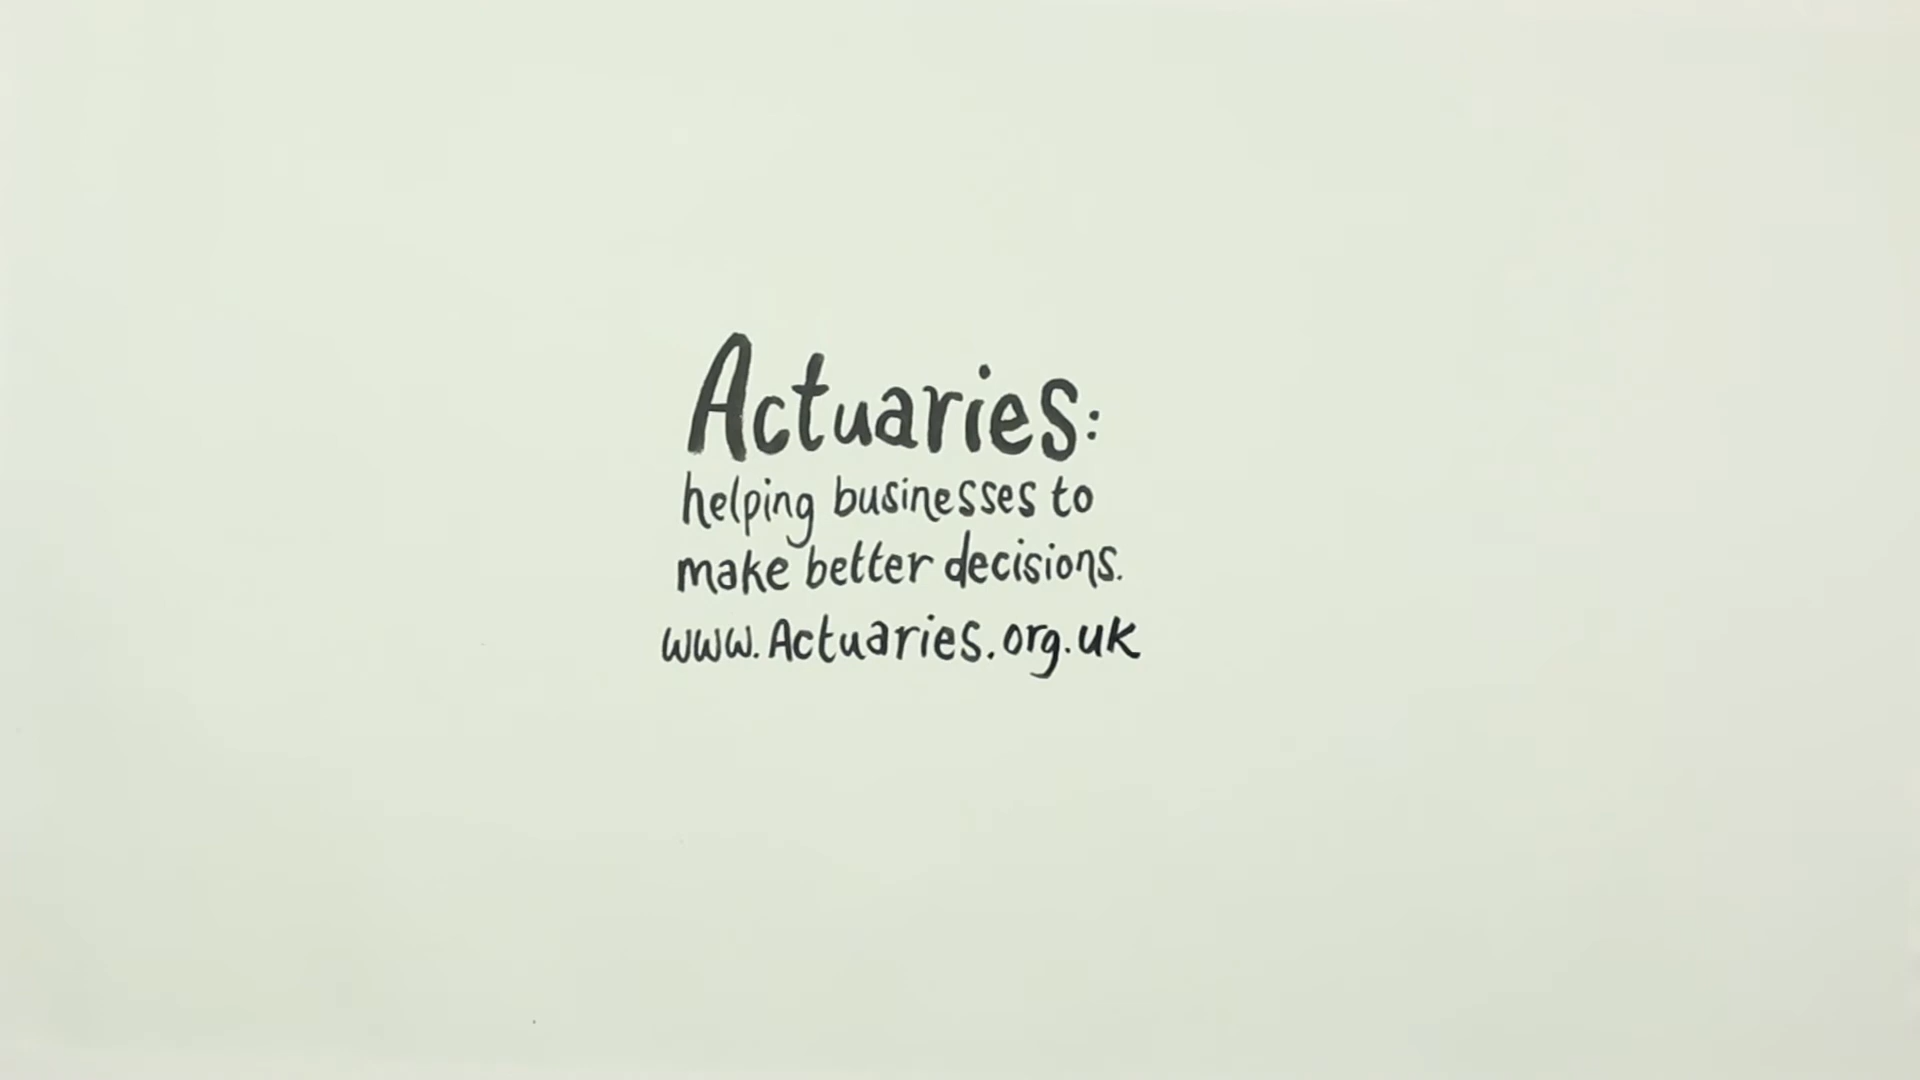 Actuaries:
helping businesses to
make better decisions.
www.Actuaries.org.uk